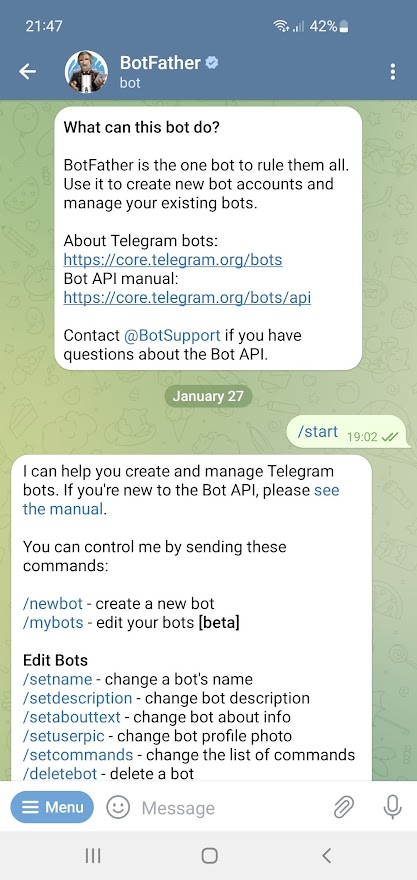 21:47
42%
BotFather
bot
What can this bot do?
BotFather is the one bot to rule them all.
Use it to create new bot accounts and
manage your existing bots.
About Telegram bots:
https://core.telegram.org/bots
Bot API manual:
https://core.telegram.org/bots/api
Contact @BotSupport if you have
questions about the Bot API.
January 27
/start 19:02
I can help you create and manage Telegram
bots. If you're new to the Bot API, please see
the manual.
You can control me by sending these
commands:
/newbot - create a new bot
/mybots - edit your bots [beta]
Edit Bots
/setname - change a bot's name
/setdescription - change bot description
/setabouttext - change bot about info
/setuserpic - change bot profile photo
/setcommands - change the list of commands
/deletebot - delete a bot
Menu
Message